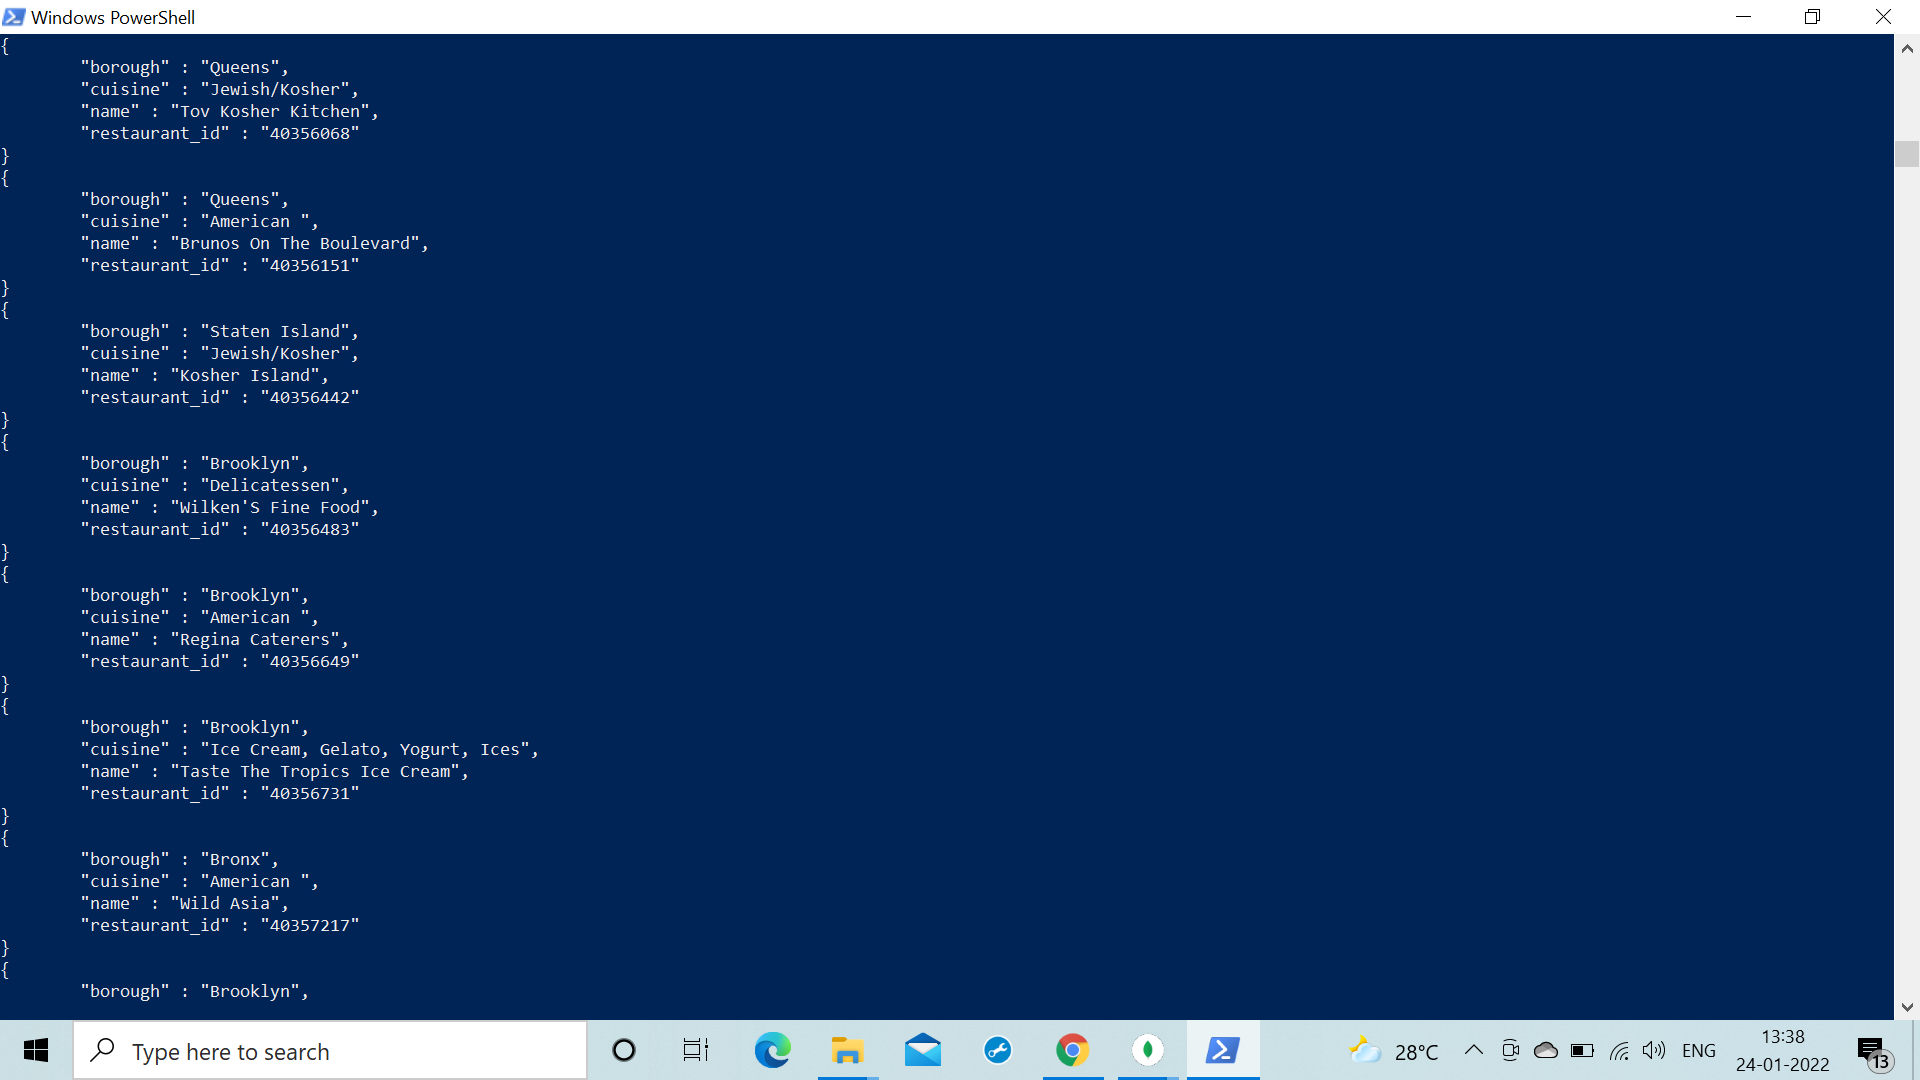 Windows PowerShell
{
"borough" : "Queens",
"cuisine" : "Jewish/Kosher",
"name" : "Tov Kosher Kitchen",
"restaurant_id" : "40356068"
}
{
"borough" : "Queens",
"cuisine" : "American ",
"name" : "Brunos On The Boulevard",
"restaurant_id" : "40356151"
}
{
"borough" : "Staten Island",
"cuisine" : "Jewish/Kosher",
"name" : "Kosher Island",
"restaurant_id" : "40356442"
}
{
"borough" : "Brooklyn",
"cuisine" : "Delicatessen",
"name" : "Wilken'S Fine Food",
"restaurant_id" : "40356483"
}
{
"borough" : "Brooklyn",
"cuisine" : "American ",
"name" : "Regina Caterers",
"restaurant_id" : "40356649"
}
{
"borough" : "Brooklyn",
"cuisine" : "Ice Cream, Gelato, Yogurt, Ices",
"name" : "Taste The Tropics Ice Cream",
"restaurant_id" : "40356731"
}
{
"borough" : "Bronx",
"cuisine" : "American ",
"name" : "Wild Asia",
"restaurant_id" : "40357217"
}
{
"borough" : "Brooklyn",
Type here to search
28°C
ENG
13:38
24-01-2022
13